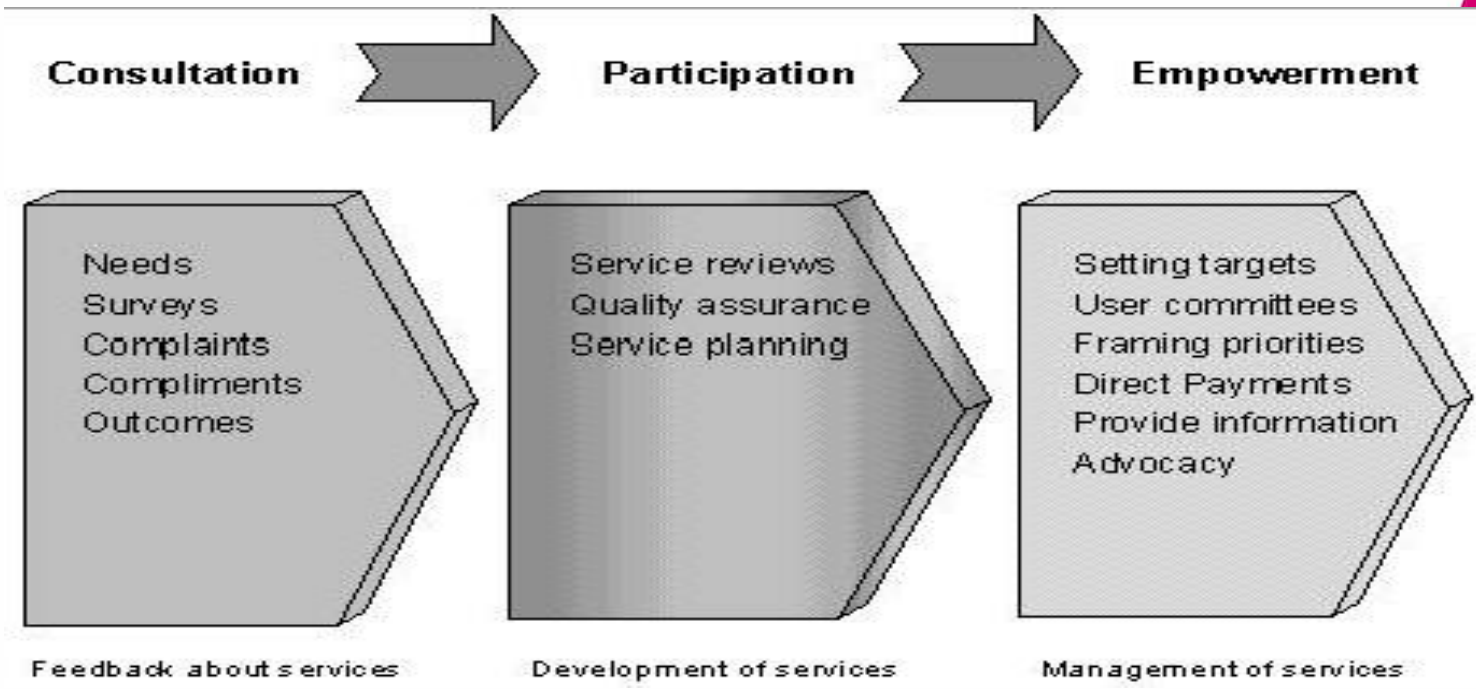 Consultation
Participation
Empowerment
Needs
Surveys
Complaints
Compliments
Outcomes
Service reviews
Quality assurance
Service planning
Setting targets
User committees
Framing priorities
Direct Payments
Provide information
Advocacy
Feedback about services
Development of services
Management of services